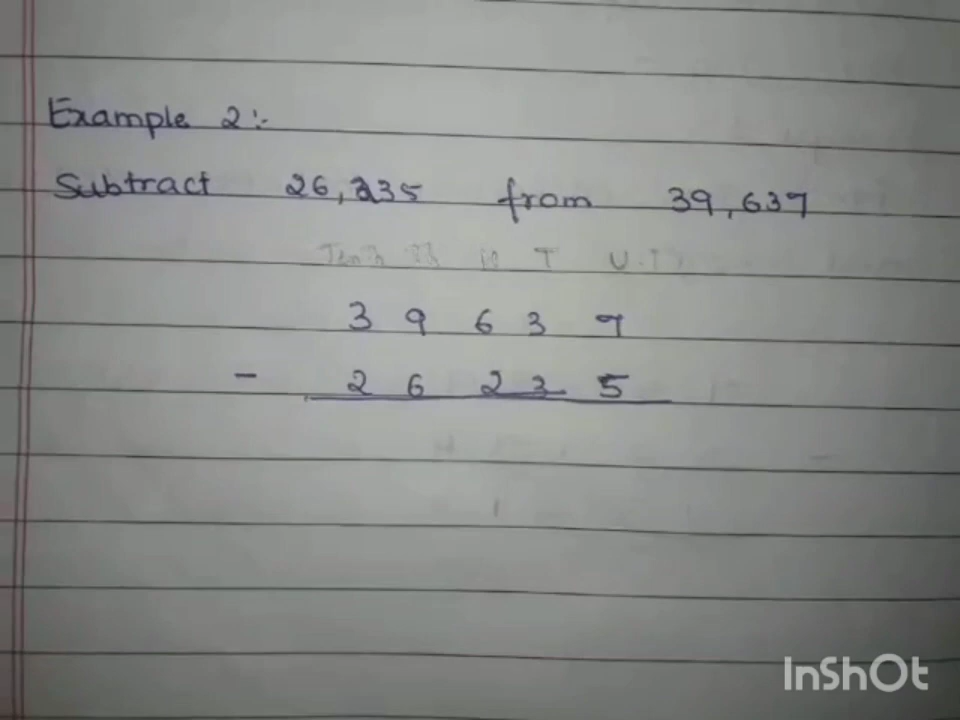 Example 2:-
Subtract 26,235 from 39,637
T U
3 9 6 3 7
- 2 6 2 3 5
InShOt